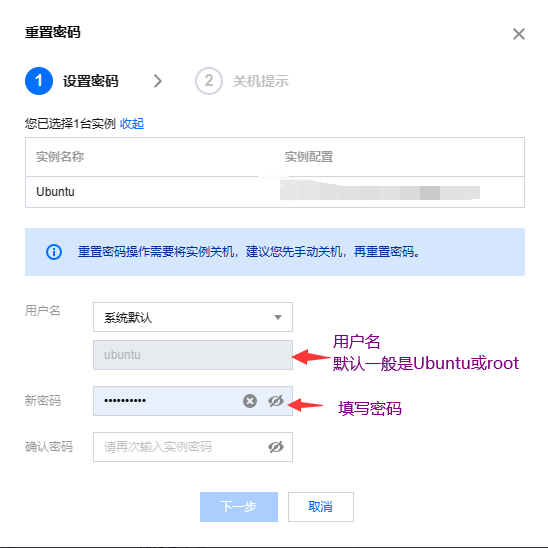 重置密码
1 设置密码 2 关机提示
您已选择1台实例 收起
实例名称 实例配置
Ubuntu
重置密码操作需要将实例关机，建议您先手动关机，再重置密码。
用户名 系统默认
ubuntu
用户名
默认一般是Ubuntu或root
新密码 ••••••••••
填写密码
确认密码 请再次输入实例密码
下一步 取消